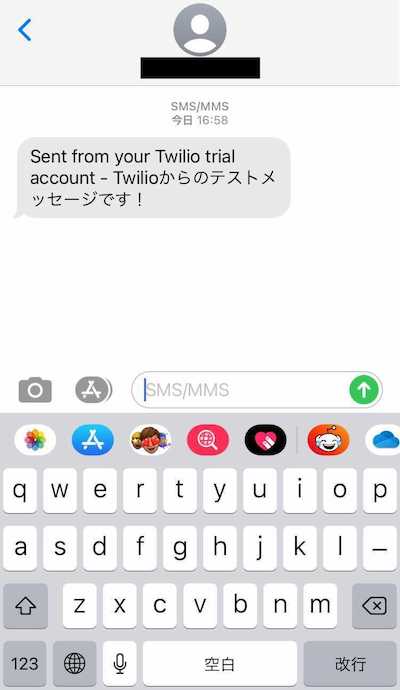 SMS/MMS
今日 16:58
Sent from your Twilio trial
account - Twilioからのテストメ
ッセージです！
SMS/MMS
q w e r t y u i o p
a s d f g h j k l ー
z x c v b n m
123 空白 改行